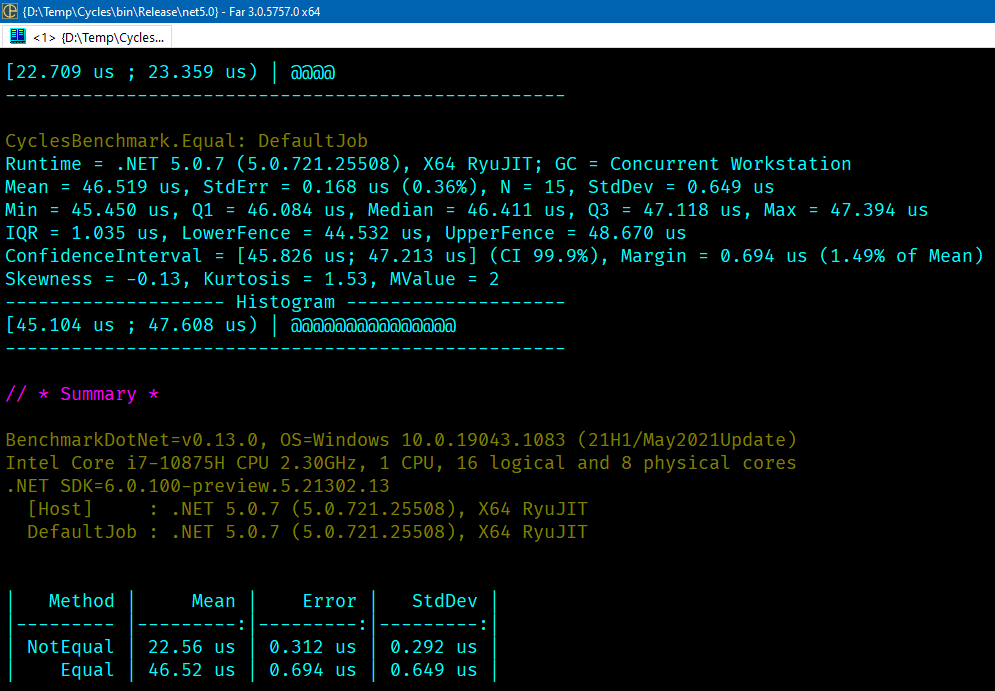 {D:\Temp\Cycles\bin\Release\net5.0} - Far 3.0.5757.0 x64
<1> {D:\Temp\Cycles...
[22.709 us ; 23.359 us) | @@@@
---------------------------------------------------
CyclesBenchmark.Equal: DefaultJob
Runtime = .NET 5.0.7 (5.0.721.25508), X64 RyuJIT; GC = Concurrent Workstation
Mean = 46.519 us, StdErr = 0.168 us (0.36%), N = 15, StdDev = 0.649 us
Min = 45.450 us, Q1 = 46.084 us, Median = 46.411 us, Q3 = 47.118 us, Max = 47.394 us
IQR = 1.035 us, LowerFence = 44.532 us, UpperFence = 48.670 us
ConfidenceInterval = [45.826 us; 47.213 us] (CI 99.9%), Margin = 0.694 us (1.49% of Mean)
Skewness = -0.13, Kurtosis = 1.53, MValue = 2
-------------------- Histogram --------------------
[45.104 us ; 47.608 us) | @@@@@@@@@@@@@@@
---------------------------------------------------
// * Summary *
BenchmarkDotNet=v0.13.0, OS=Windows 10.0.19043.1083 (21H1/May2021Update)
Intel Core i7-10875H CPU 2.30GHz, 1 CPU, 16 logical and 8 physical cores
.NET SDK=6.0.100-preview.5.21302.13
  [Host]     : .NET 5.0.7 (5.0.721.25508), X64 RyuJIT
  DefaultJob : .NET 5.0.7 (5.0.721.25508), X64 RyuJIT
|   Method |     Mean |    Error |   StdDev |
|--------- |---------:|---------:|---------:|
| NotEqual | 22.56 us | 0.312 us | 0.292 us |
|    Equal | 46.52 us | 0.694 us | 0.649 us |